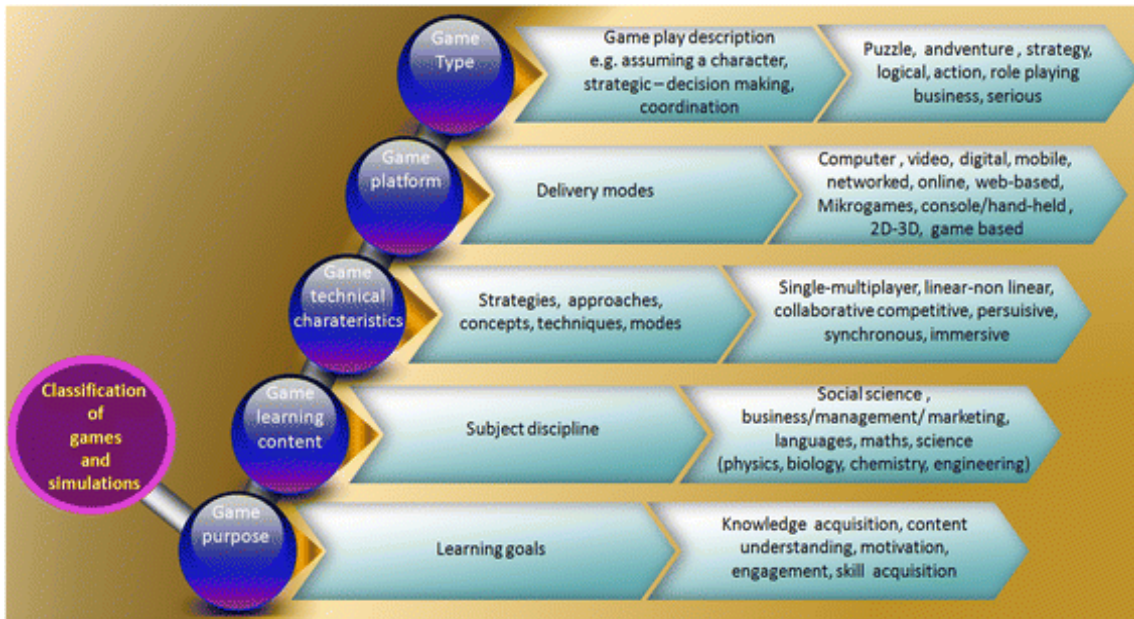 Game
Type
Game play description
e.g. assuming a character,
strategic – decision making,
coordination
Puzzle, andventure , strategy,
logical, action, role playing
business, serious
Game
platform
Delivery modes
Computer , video, digital, mobile,
networked, online, web-based,
Mikrogames, console/hand-held ,
2D-3D, game based
Game
technical
charateristics
Strategies, approaches,
concepts, techniques, modes
Single-multiplayer, linear-non linear,
collaborative competitive, persuisive,
synchronous, immersive
Classification
of
games
and
simulations
Game
learning
content
Subject discipline
Social science ,
business/management/ marketing,
languages, maths, science
(physics, biology, chemistry, engineering)
Game
purpose
Learning goals
Knowledge acquisition, content
understanding, motivation,
engagement, skill acquisition